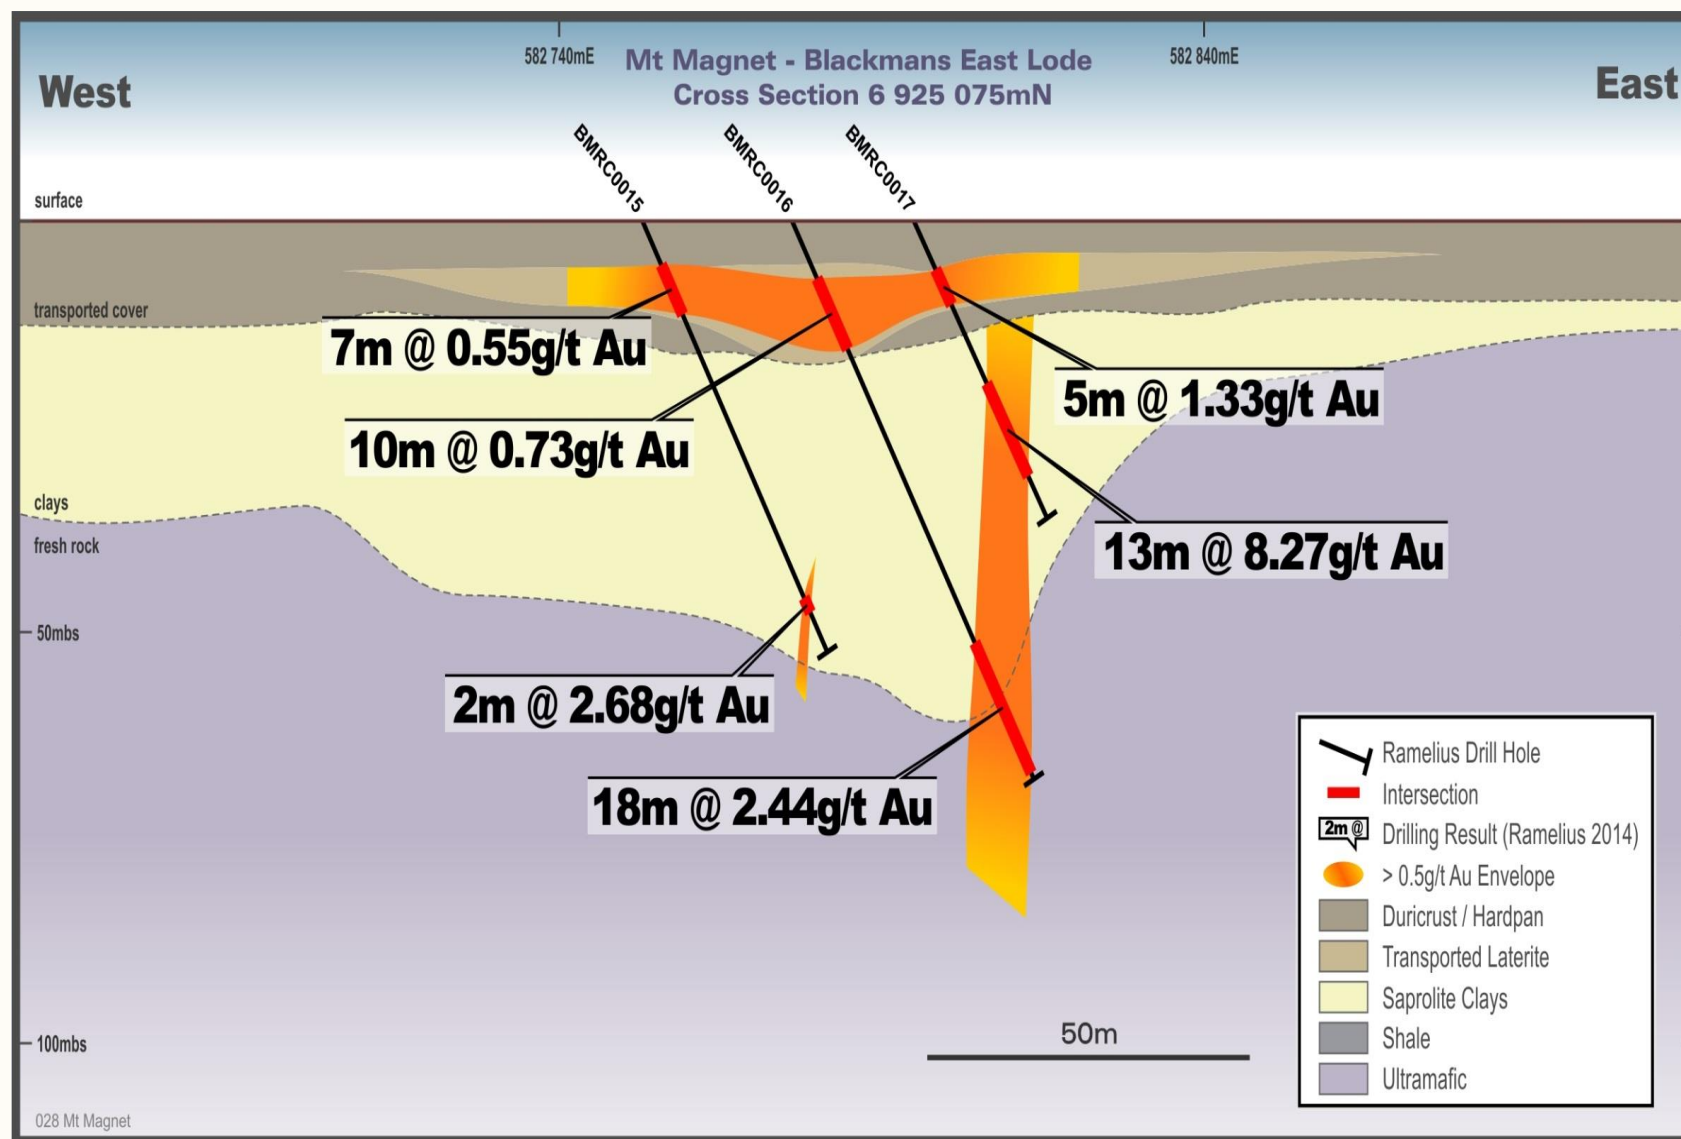 582 740mE
582 840mE
Mt Magnet - Blackmans East Lode
Cross Section 6 925 075mN
West
East
BMRC0015
BMRC0016
BMRC0017
surface
transported cover
7m @ 0.55g/t Au
10m @ 0.73g/t Au
5m @ 1.33g/t Au
clays
fresh rock
13m @ 8.27g/t Au
50mbs
2m @ 2.68g/t Au
18m @ 2.44g/t Au
Ramelius Drill Hole
Intersection
2m @
Drilling Result (Ramelius 2014)
> 0.5g/t Au Envelope
Duricrust / Hardpan
Transported Laterite
Saprolite Clays
Shale
Ultramafic
50m
100mbs
028 Mt Magnet